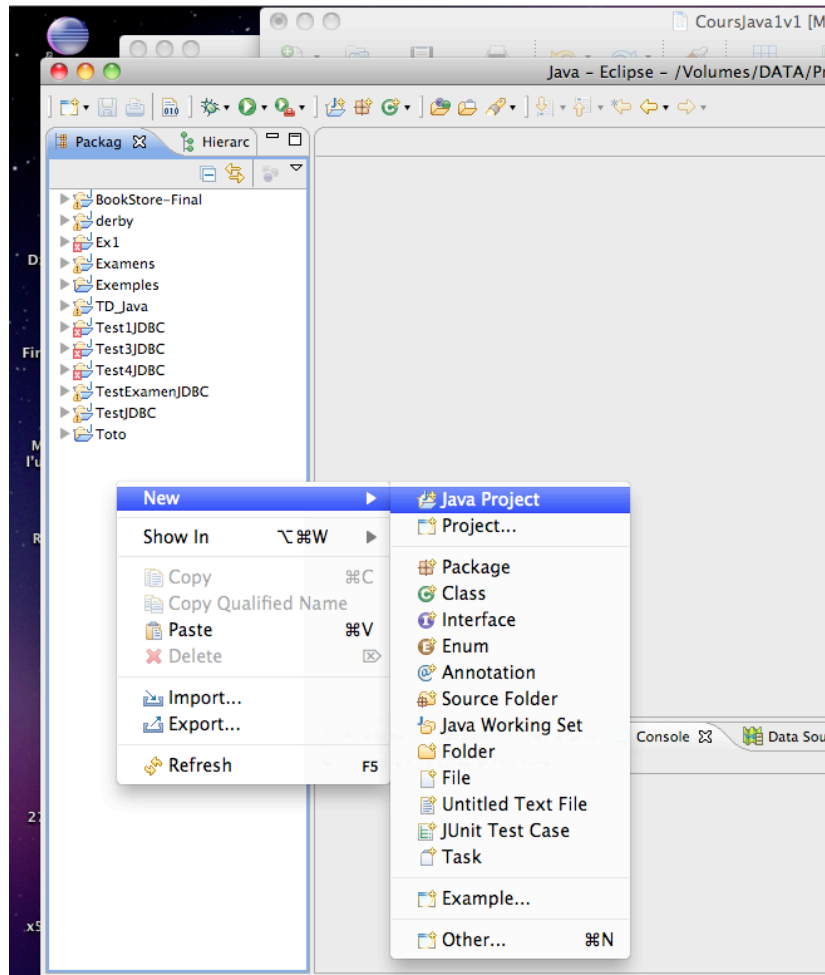 CoursJava1v1 [M
Java – Eclipse – /Volumes/DATA/Pr
Packag
Hierarc
BookStore-Final
derby
Ex1
Examens
Exemples
TD_Java
Test1JDBC
Test3JDBC
Test4JDBC
TestExamenJDBC
TestJDBC
Toto
New
Show In ⌥⌘W
Copy ⌘C
Copy Qualified Name
Paste ⌘V
Delete ⌦
Import...
Export...
Refresh F5
Java Project
Project...
Package
Class
Interface
Enum
Annotation
Source Folder
Java Working Set
Folder
File
Untitled Text File
JUnit Test Case
Task
Example...
Other... ⌘N
Console
Data Sou
D
Fir
M
l'u
R
27
x5